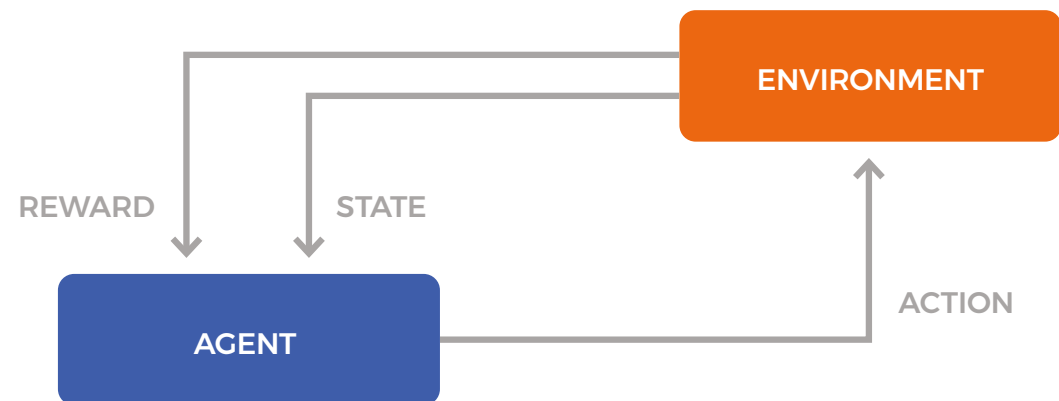 ENVIRONMENT
REWARD
STATE
ACTION
AGENT